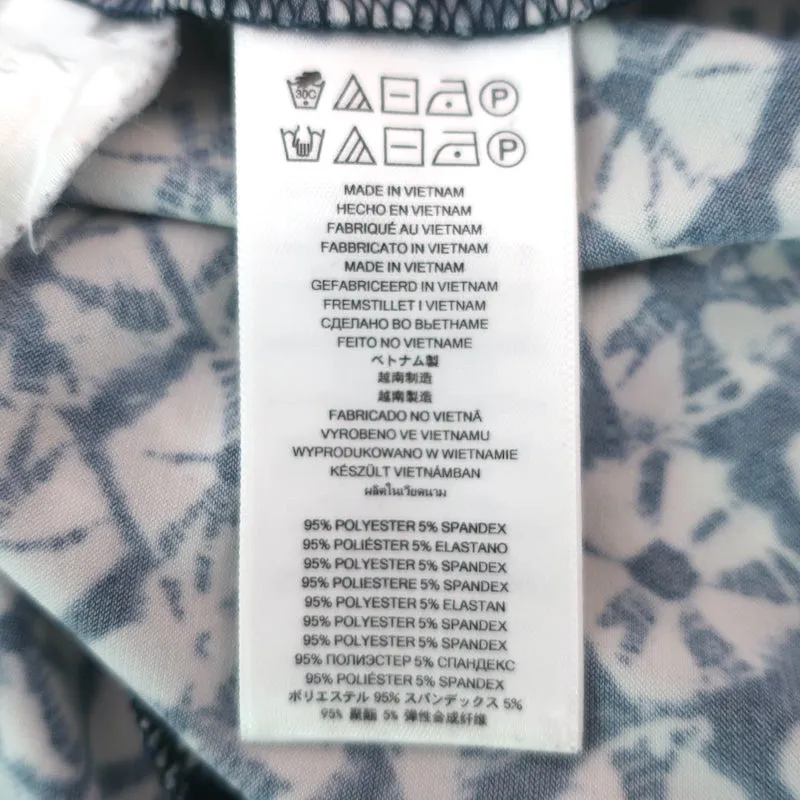 30C P
P
MADE IN VIETNAM
HECHO EN VIETNAM
FABRIQUÉ AU VIETNAM
FABBRICATO IN VIETNAM
MADE IN VIETNAM
GEFABRICEERD IN VIETNAM
FREMSTILLET I VIETNAM
СДЕЛАНО ВО ВЬЕТНАМЕ
FEITO NO VIETNAME
ベトナム製
越南制造
越南製造
FABRICADO NO VIETNÃ
VYROBENO VE VIETNAMU
WYPRODUKOWANO W WIETNAMIE
KÉSZÜLT VIETNÁMBAN
ผลิตในเวียดนาม
95% POLYESTER 5% SPANDEX
95% POLIÉSTER 5% ELASTANO
95% POLYESTER 5% SPANDEX
95% POLIESTERE 5% SPANDEX
95% POLYESTER 5% ELASTAN
95% POLYESTER 5% SPANDEX
95% POLYESTER 5% SPANDEX
95% ПОЛИЭСТЕР 5% СПАНДЕКС
95% POLIÉSTER 5% SPANDEX
ポリエステル 95% スパンデックス 5%
95% 聚酯 5% 弹性合成纤维